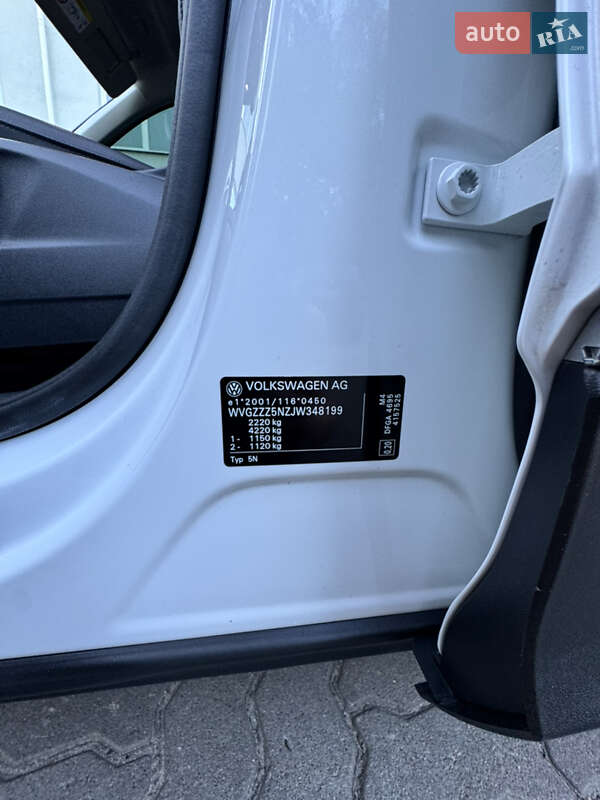 auto RIA .com
VOLKSWAGEN AG
e1*2001/116*0450
WVGZZZ5NZJW348199
2220 kg
4220 kg
1 - 1150 kg
2 - 1120 kg
Typ 5N
M4
DFGA 4695
4157525
0.20